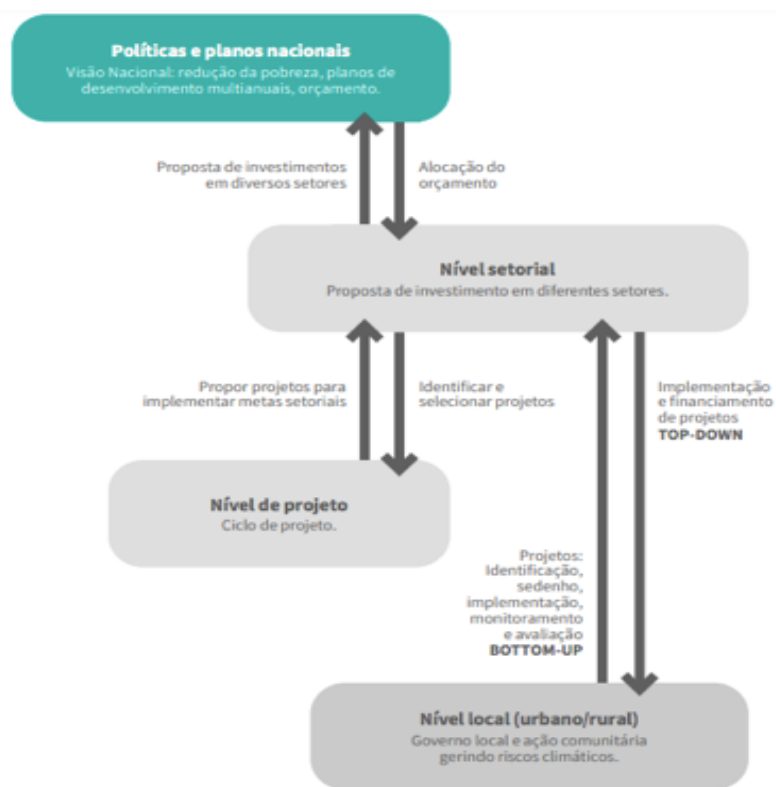 Políticas e planos nacionais
Visão Nacional: redução da pobreza, planos de
desenvolvimento multianuais, orçamento.
Proposta de investimentos
em diversos setores
Alocação do
orçamento
Nível setorial
Proposta de investimento em diferentes setores.
Propor projetos para
implementar metas setoriais
Identificar e
selecionar projetos
Implementação
e financiamento
de projetos
TOP-DOWN
Nível de projeto
Ciclo de projeto.
Projetos:
Identificação,
sedenho,
implementação,
monitoramento
e avaliação
BOTTOM-UP
Nível local (urbano/rural)
Governo local e ação comunitária
gerindo riscos climáticos.